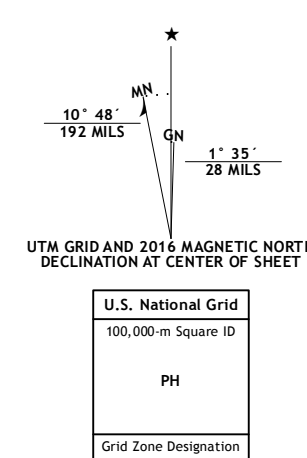 ★
MN
10° 48´
192 MILS
GN
1° 35´
28 MILS
UTM GRID AND 2016 MAGNETIC NORTH
DECLINATION AT CENTER OF SHEET
U.S. National Grid
100,000-m Square ID
PH
Grid Zone Designation